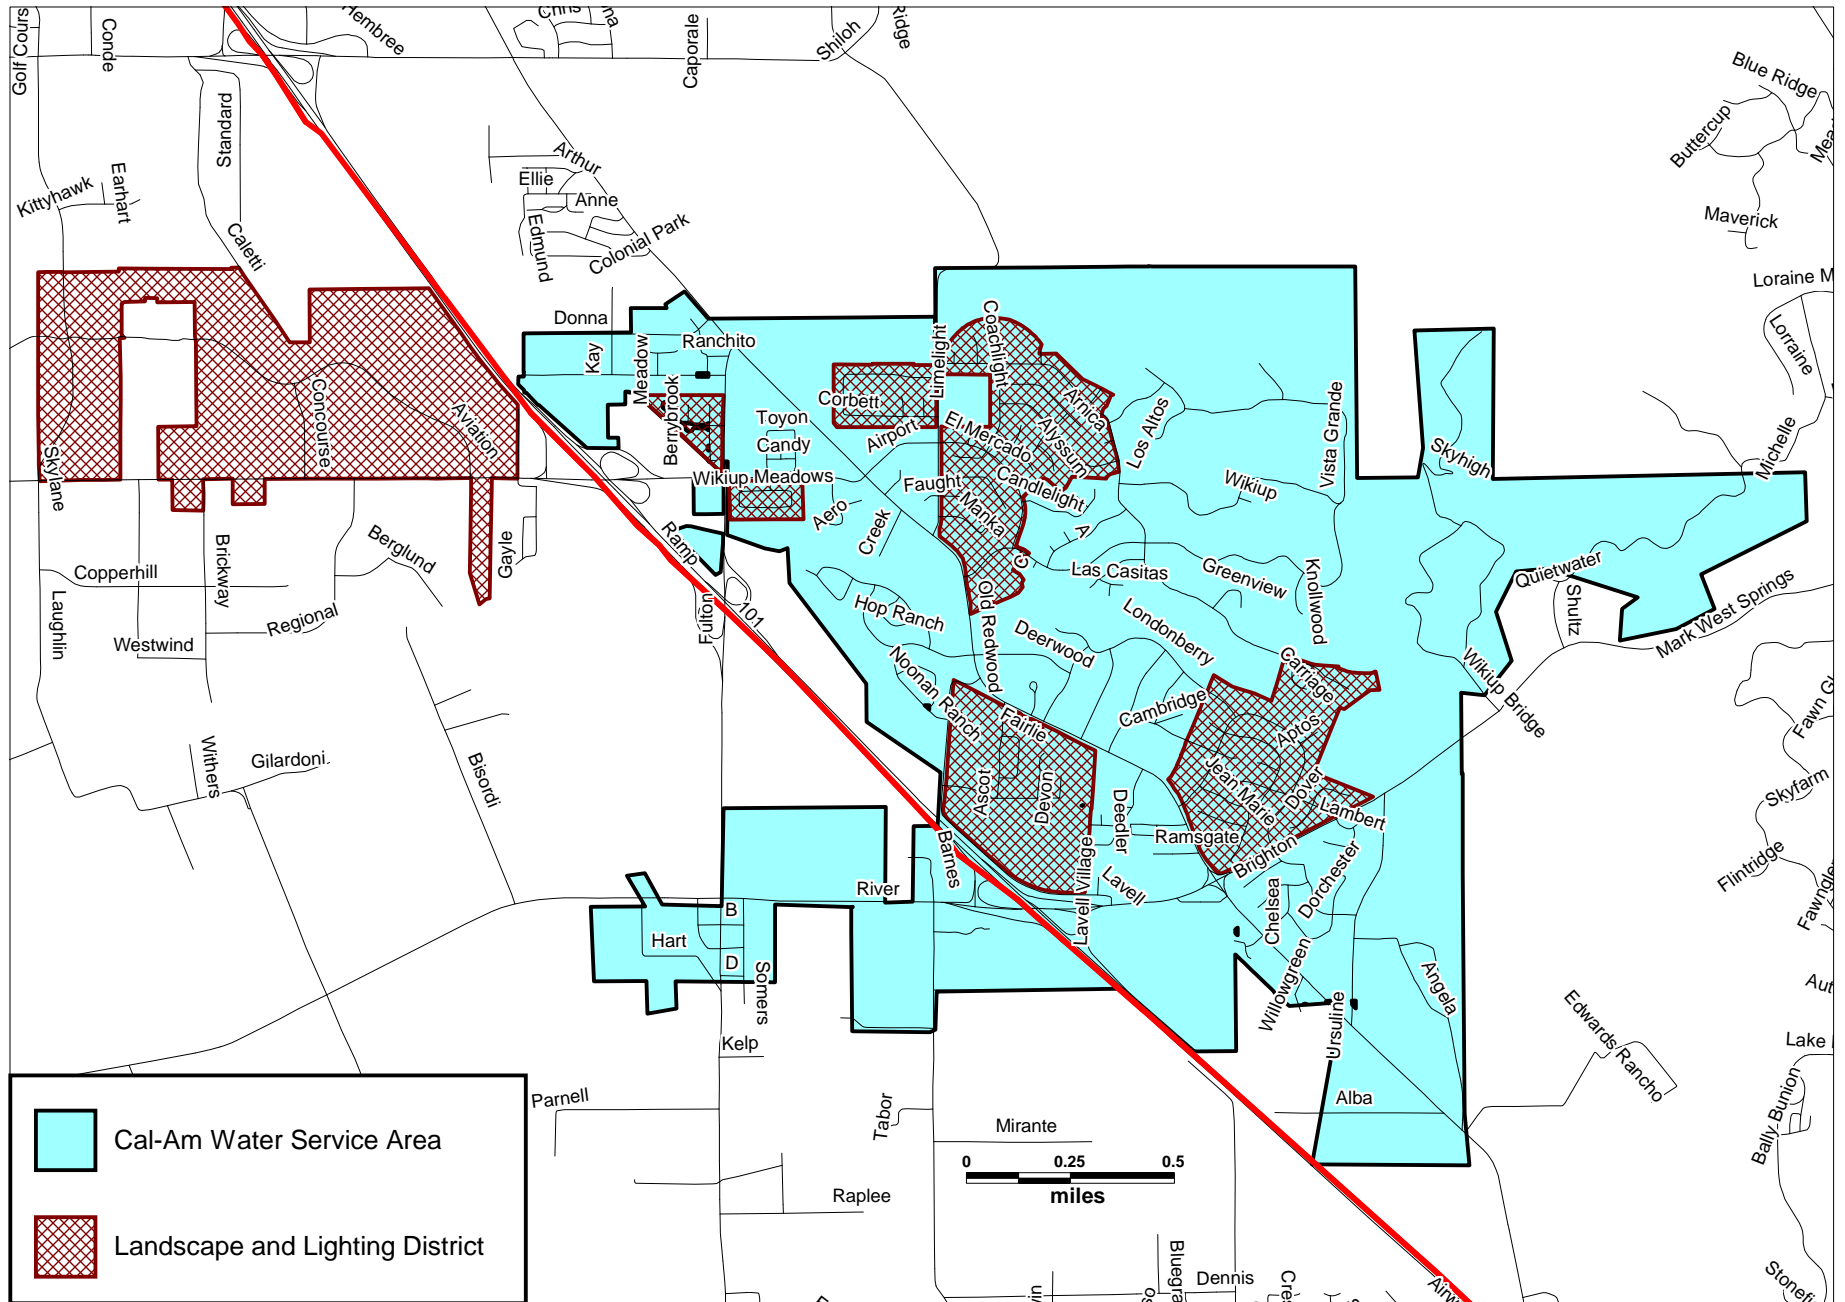 Golf Cours
Conde
Hembree
Chris
Caporale
Shiloh
Ridge
Blue Ridge
Buttercup
Standard
Arthur
Ellie
Anne
Edmund
Colonial Park
Kittyhawk
Earhart
Caletti
Maverick
Loraine M
Lorraine
Michelle
Donna
Kay
Meadow
Ranchito
Berrybrook
Limelight
Coachlight
Corbett
Toyon
Candy
Airport
El Mercado
Arnica
Alyssum
Los Altos
Vista Grande
Skyhigh
Concourse
Aviation
Skylane
Wikiup Meadows
Faught
Candlelight
Manka
Wikiup
Aero
Creek
A
G
Ramp
Gayle
Berglund
Brickway
Copperhill
Laughlin
Westwind
Regional
Fulton
101
Las Casitas
Greenview
Knollwood
Quietwater
Shultz
Mark West Springs
Hop Ranch
Old Redwood
Deerwood
Londonberry
Carriage
Noonan Ranch
Cambridge
Wikiup Bridge
Fairlie
Aptos
Withers
Gilardoni
Bisordi
Ascot
Devon
Deedler
Jean Marie
Dover
Lambert
Ramsgate
Brighton
Skyfarm
Flintridge
Barnes
River
Lavell Village
Lavell
Chelsea
Dorchester
B
Hart
D
Somers
Willowgreen
Angela
Ursuline
Edwards Rancho
Kelp
Alba
Bally Bunion
Parnell
Tabor
Mirante
Raplee
0 0.25 0.5
miles
Cal-Am Water Service Area
Landscape and Lighting District
Dennis